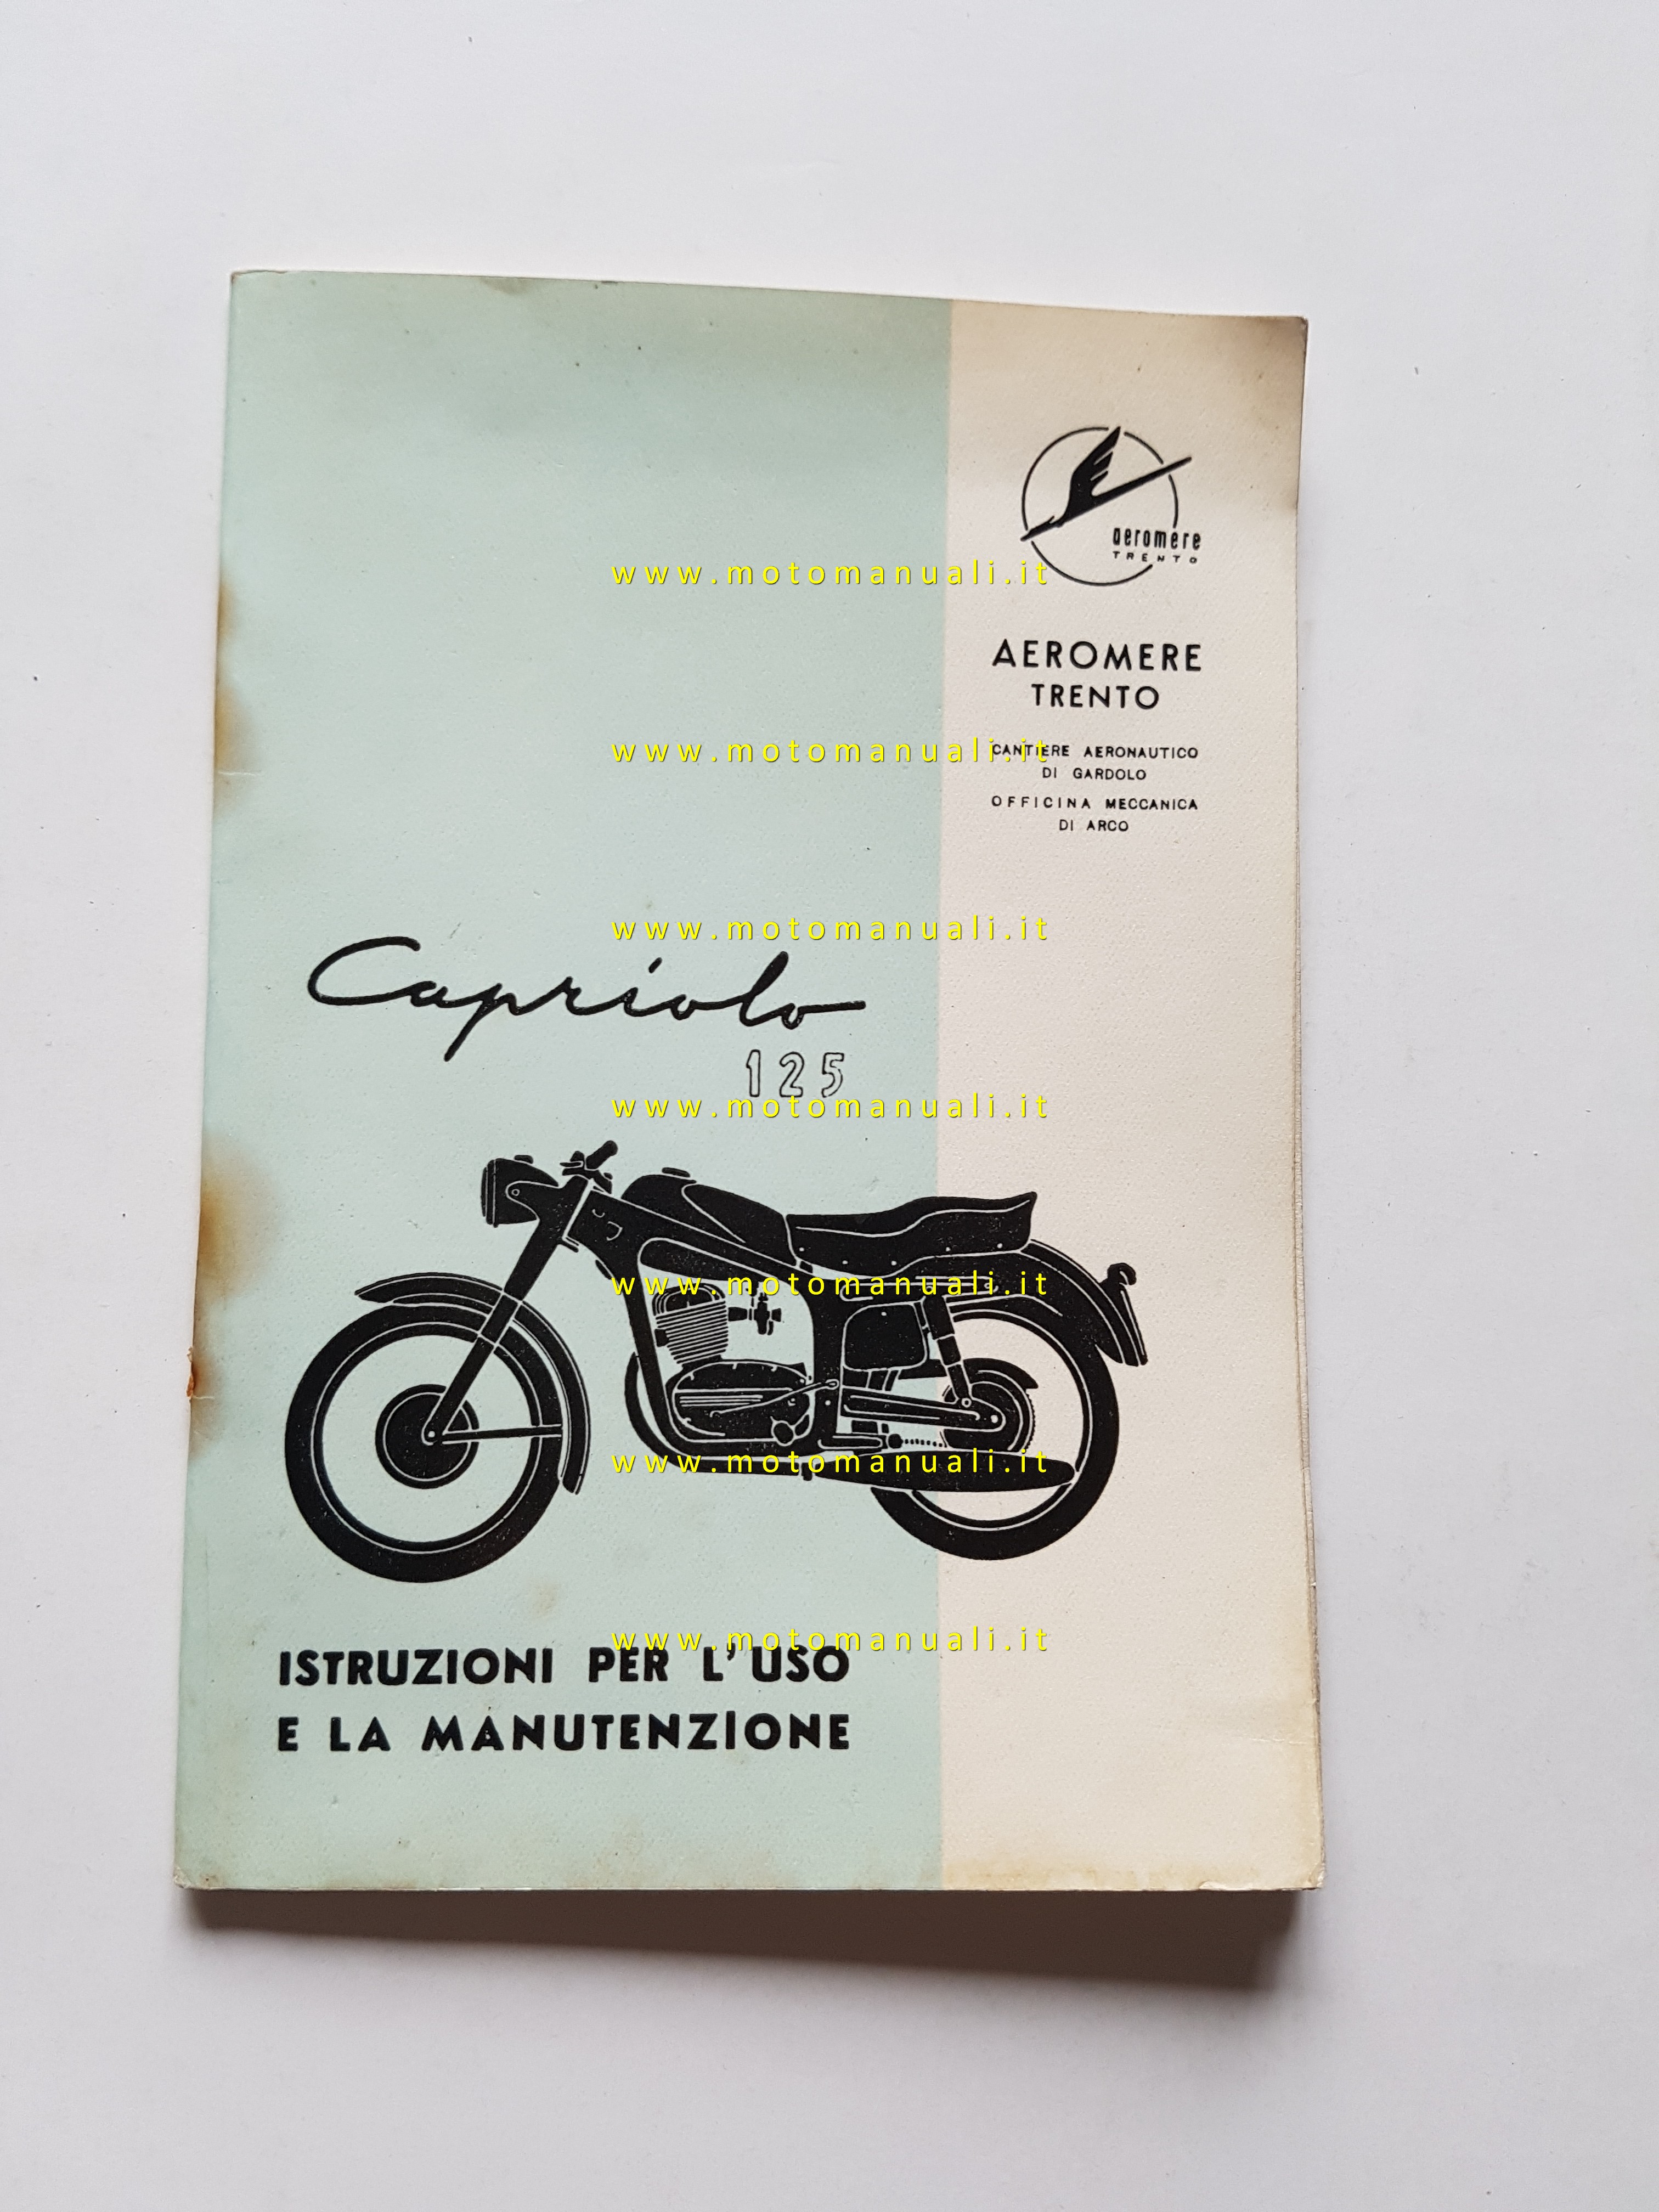 aeromere
TRENTO
www.motomanuali.it
AEROMERE
TRENTO
www.motomanuali.it
CANTIERE AERONAUTICO
DI GARDOLO
OFFICINA MECCANICA
DI ARCO
www.motomanuali.it
Capriolo
125
www.motomanuali.it
www.motomanuali.it
www.motomanuali.it
www.motomanuali.it
ISTRUZIONI PER L'USO
E LA MANUTENZIONE